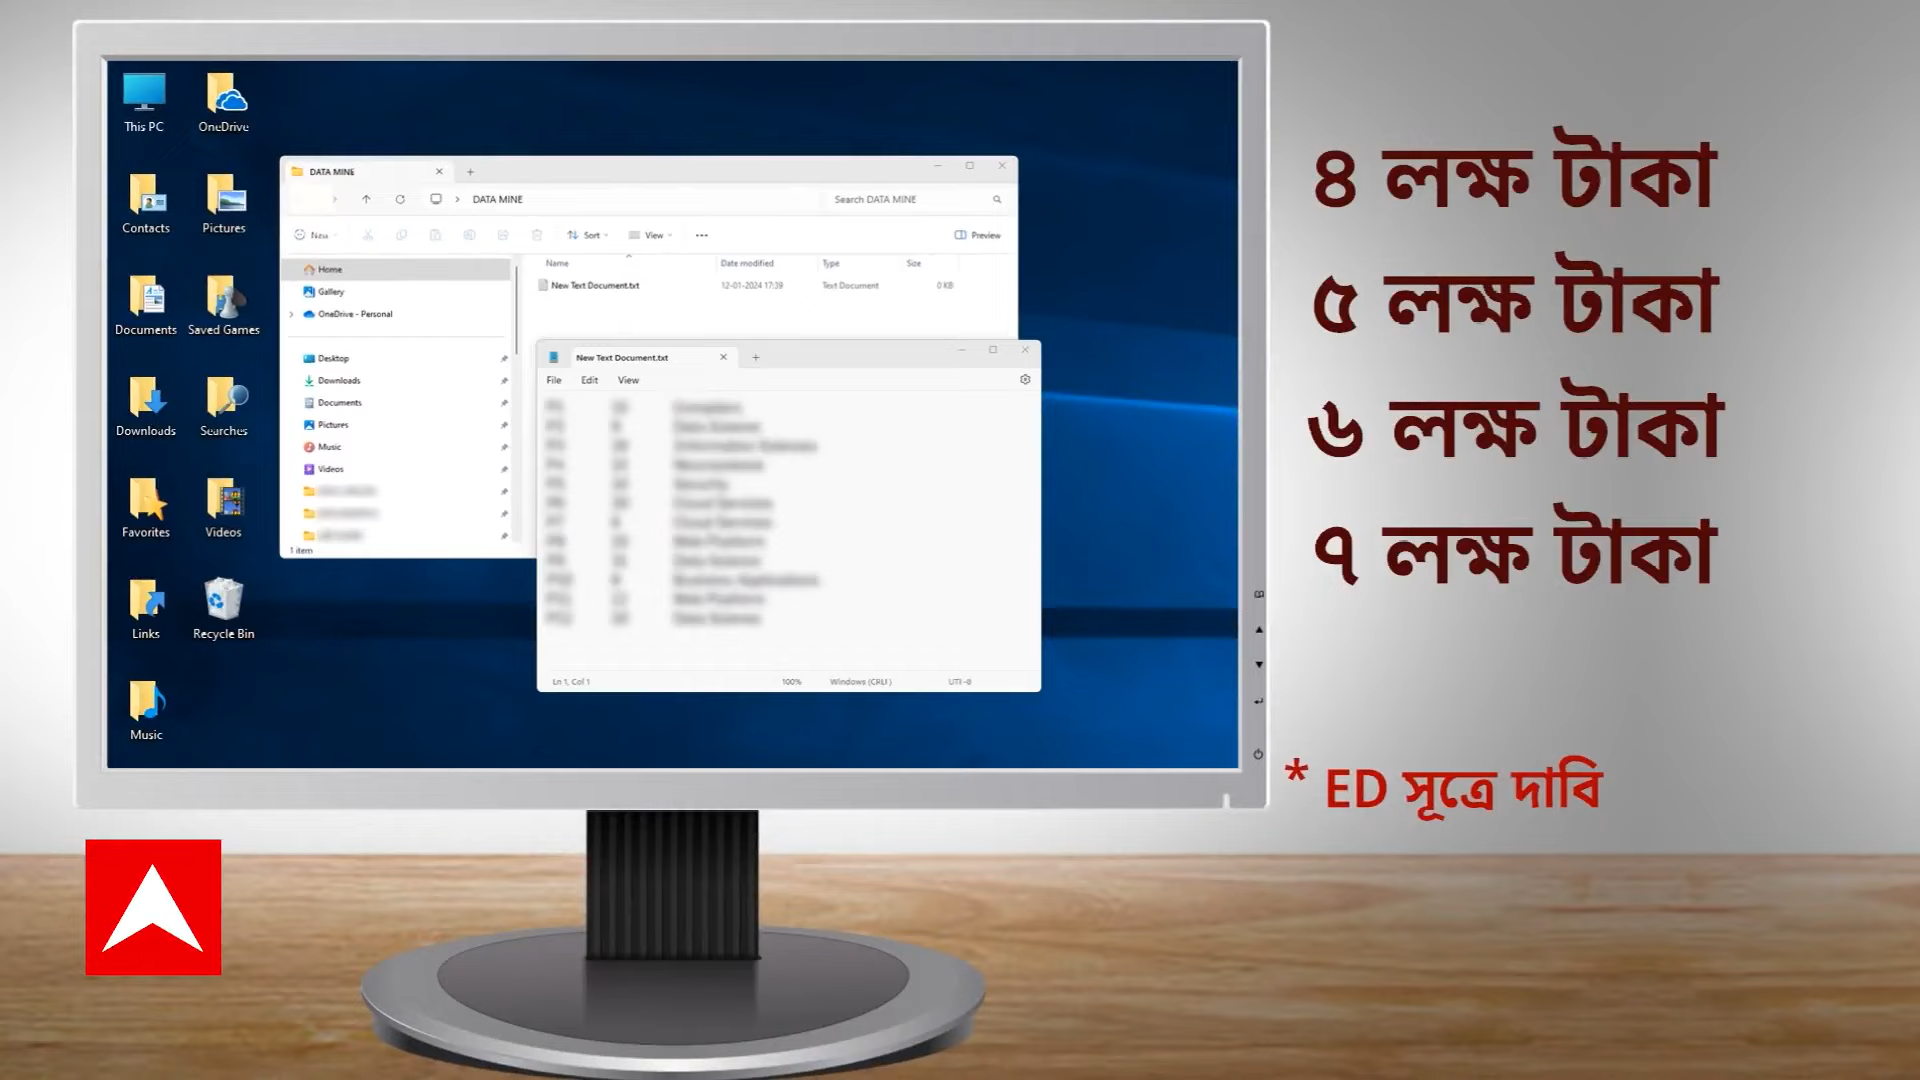 This PC
OneDrive
Contacts
Pictures
Documents
Saved Games
Downloads
Searches
Favorites
Videos
Links
Recycle Bin
Music
DATA MINE
DATA MINE
Search DATA MINE
New
Sort
View
Preview
Name Date modified Type Size
New Text Document.txt 12-01-2024 17:39 Text Document 0 KB
Home
Gallery
OneDrive - Personal
Desktop
Downloads
Documents
Pictures
Music
Videos
1 item
New Text Document.txt
File Edit View
Ln 1, Col 1 100% Windows (CRLF) UTF-8
৪ লক্ষ টাকা
৫ লক্ষ টাকা
৬ লক্ষ টাকা
৭ লক্ষ টাকা
* ED সূত্রে দাবি